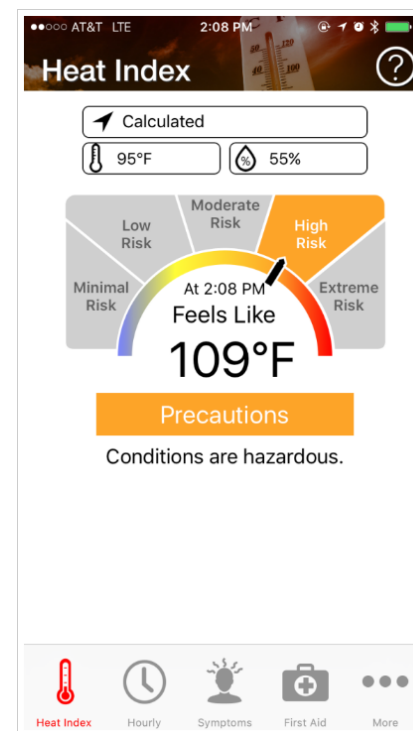 ●●○○○ AT&T LTE 2:08 PM
Heat Index ?
Calculated
95°F % 55%
Moderate
Risk
Low
Risk
High
Risk
Minimal
Risk
Extreme
Risk
At 2:08 PM
Feels Like
109°F
Precautions
Conditions are hazardous.
Heat Index Hourly Symptoms First Aid More